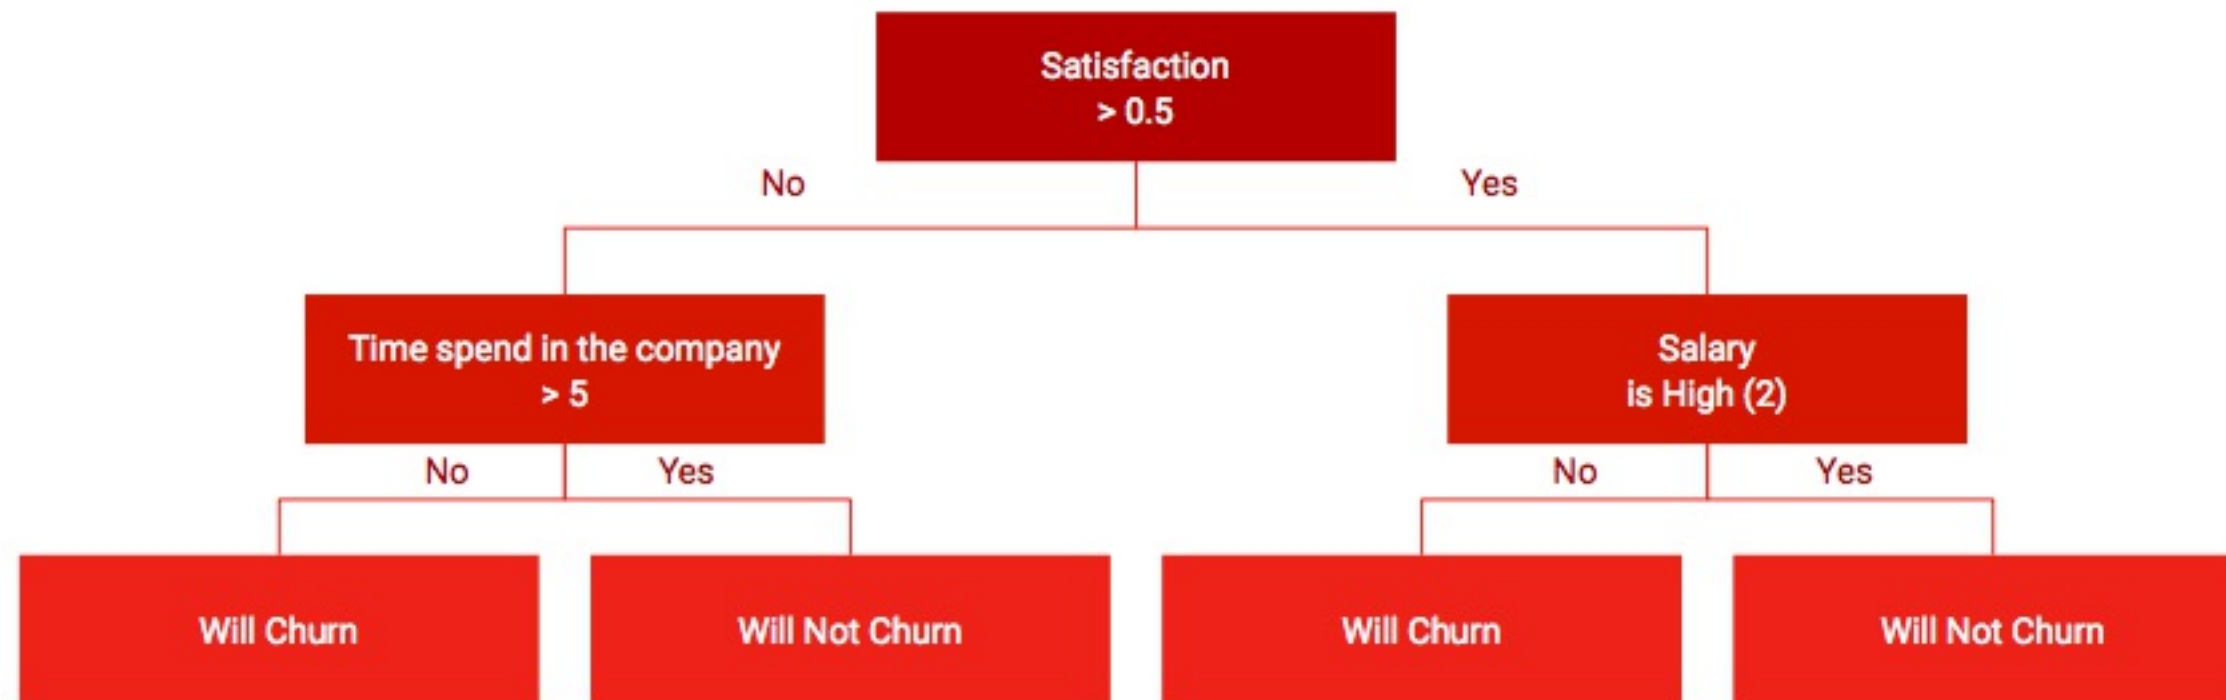 Satisfaction
> 0.5
No
Yes
Time spend in the company
> 5
Salary
is High (2)
No
Yes
No
Yes
Will Churn
Will Not Churn
Will Churn
Will Not Churn